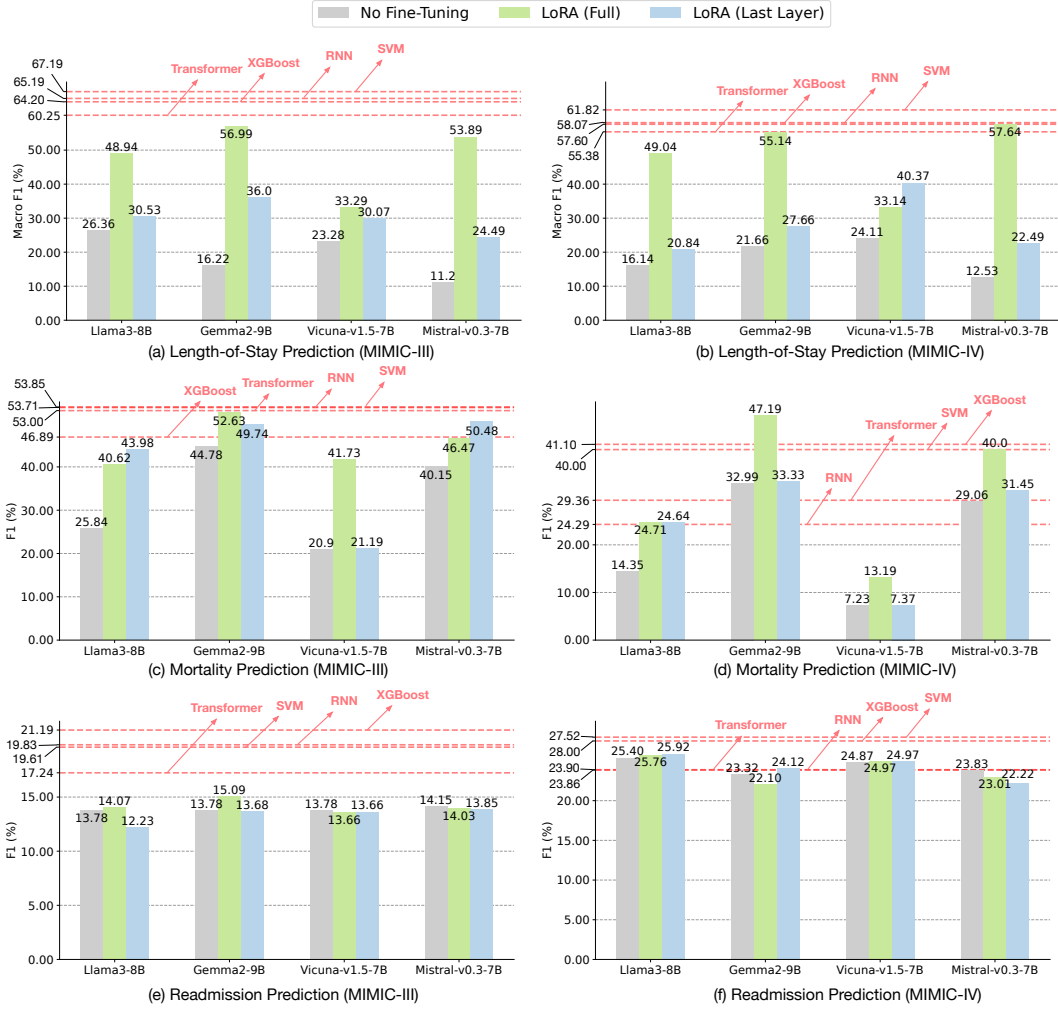 No Fine-Tuning LoRA (Full) LoRA (Last Layer)
67.19
65.19
64.20
60.25
50.00
40.00
30.00
20.00
10.00
0.00
Macro F1 (%)
Transformer XGBoost RNN SVM
26.36 48.94 30.53
16.22 56.99 36.0
23.28 33.29 30.07
11.2 53.89 24.49
Llama3-8B Gemma2-9B Vicuna-v1.5-7B Mistral-v0.3-7B
(a) Length-of-Stay Prediction (MIMIC-III)
61.82
58.07
57.60
55.38
40.00
30.00
20.00
10.00
0.00
Macro F1 (%)
Transformer XGBoost RNN SVM
16.14 49.04 20.84
21.66 55.14 27.66
24.11 33.14 40.37
12.53 57.64 22.49
Llama3-8B Gemma2-9B Vicuna-v1.5-7B Mistral-v0.3-7B
(b) Length-of-Stay Prediction (MIMIC-IV)
53.85
53.71
53.00
46.89
40.00
30.00
20.00
10.00
0.00
F1 (%)
XGBoost Transformer RNN SVM
25.84 40.62 43.98
44.78 52.63 49.74
20.9 41.73 21.19
40.15 46.47 50.48
Llama3-8B Gemma2-9B Vicuna-v1.5-7B Mistral-v0.3-7B
(c) Mortality Prediction (MIMIC-III)
41.10
40.00
29.36
24.29
20.00
10.00
0.00
F1 (%)
RNN Transformer SVM XGBoost
14.35 24.71 24.64
32.99 47.19 33.33
7.23 13.19 7.37
29.06 40.0 31.45
Llama3-8B Gemma2-9B Vicuna-v1.5-7B Mistral-v0.3-7B
(d) Mortality Prediction (MIMIC-IV)
21.19
19.83
19.61
17.24
15.00
10.00
5.00
0.00
F1 (%)
Transformer SVM RNN XGBoost
13.78 14.07 12.23
13.78 15.09 13.68
13.78 13.66 13.66
14.15 14.03 13.85
Llama3-8B Gemma2-9B Vicuna-v1.5-7B Mistral-v0.3-7B
(e) Readmission Prediction (MIMIC-III)
27.52
28.00
23.90
23.86
20.00
15.00
10.00
5.00
0.00
F1 (%)
Transformer RNN XGBoost SVM
25.40 25.76 25.92
23.32 22.10 24.12
24.87 24.97 24.97
23.83 23.01 22.22
Llama3-8B Gemma2-9B Vicuna-v1.5-7B Mistral-v0.3-7B
(f) Readmission Prediction (MIMIC-IV)